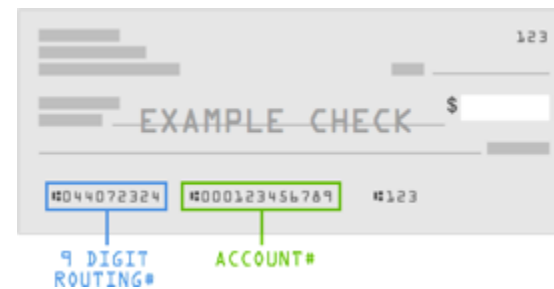 123
$
EXAMPLE CHECK
⑆044072324 ⑆000123456789 ⑆123
9 DIGIT ACCOUNT#
ROUTING#